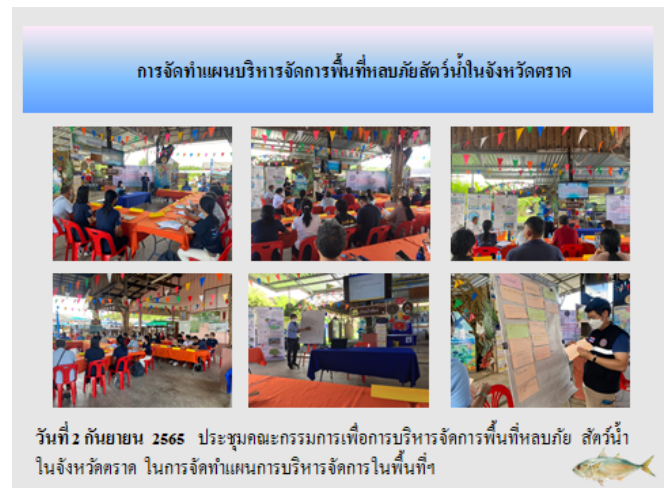 การจัดทำแผนบริหารจัดการพื้นที่หลบภัยสัตว์น้ำในจังหวัดตราด
วันที่ 2 กันยายน 2565 ประชุมคณะกรรมการเพื่อการบริหารจัดการพื้นที่หลบภัย สัตว์น้ำ
ในจังหวัดตราด ในการจัดทำแผนการบริหารจัดการในพื้นที่ฯ